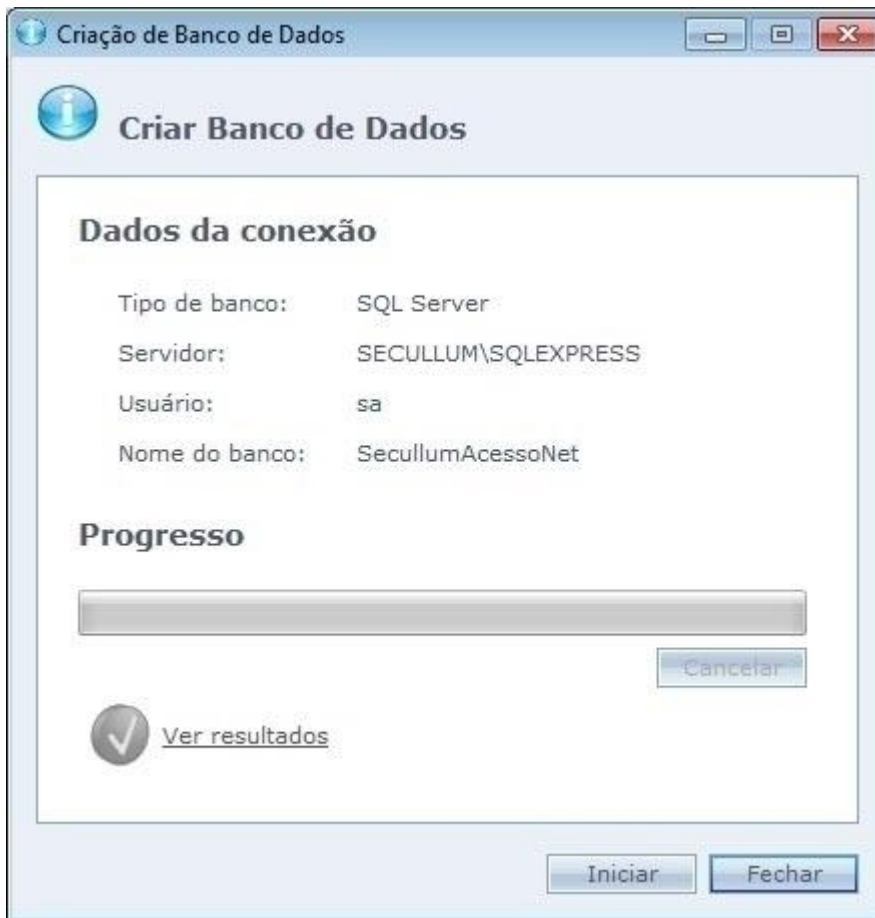 Criação de Banco de Dados
Criar Banco de Dados
Dados da conexão
Tipo de banco: SQL Server
Servidor: SECULLUM\SQLEXPRESS
Usuário: sa
Nome do banco: SecullumAcessoNet
Progresso
Cancelar
Ver resultados
Iniciar Fechar